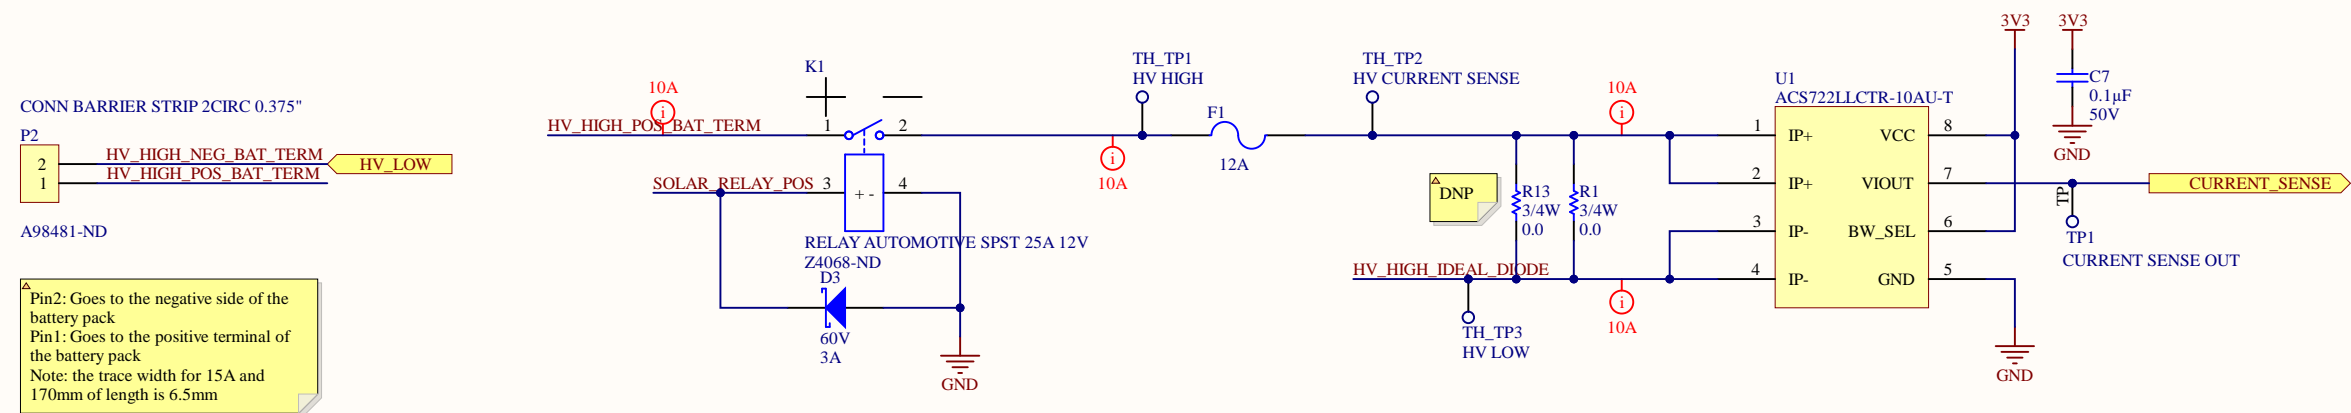 CONN BARRIER STRIP 2CIRC 0.375"
P2
2
1
HV_HIGH_NEG_BAT_TERM
HV_HIGH_POS_BAT_TERM
HV_LOW
A98481-ND
Pin2: Goes to the negative side of the
battery pack
Pin1: Goes to the positive terminal of
the battery pack
Note: the trace width for 15A and
170mm of length is 6.5mm
10A
i
HV_HIGH_POS_BAT_TERM
K1
1
2
SOLAR_RELAY_POS
3
4
+ -
RELAY AUTOMOTIVE SPST 25A 12V
Z4068-ND
D3
60V
3A
GND
i
10A
TH_TP1
HV HIGH
F1
12A
TH_TP2
HV CURRENT SENSE
DNP
R13
3/4W
0.0
R1
3/4W
0.0
10A
i
HV_HIGH_IDEAL_DIODE
TH_TP3
HV LOW
i
10A
U1
ACS722LLCTR-10AU-T
1
IP+
2
IP+
3
IP-
4
IP-
VCC
8
VIOUT
7
BW_SEL
6
GND
5
3V3
3V3
C7
0.1µF
50V
GND
TP
TP1
CURRENT SENSE OUT
CURRENT_SENSE
GND